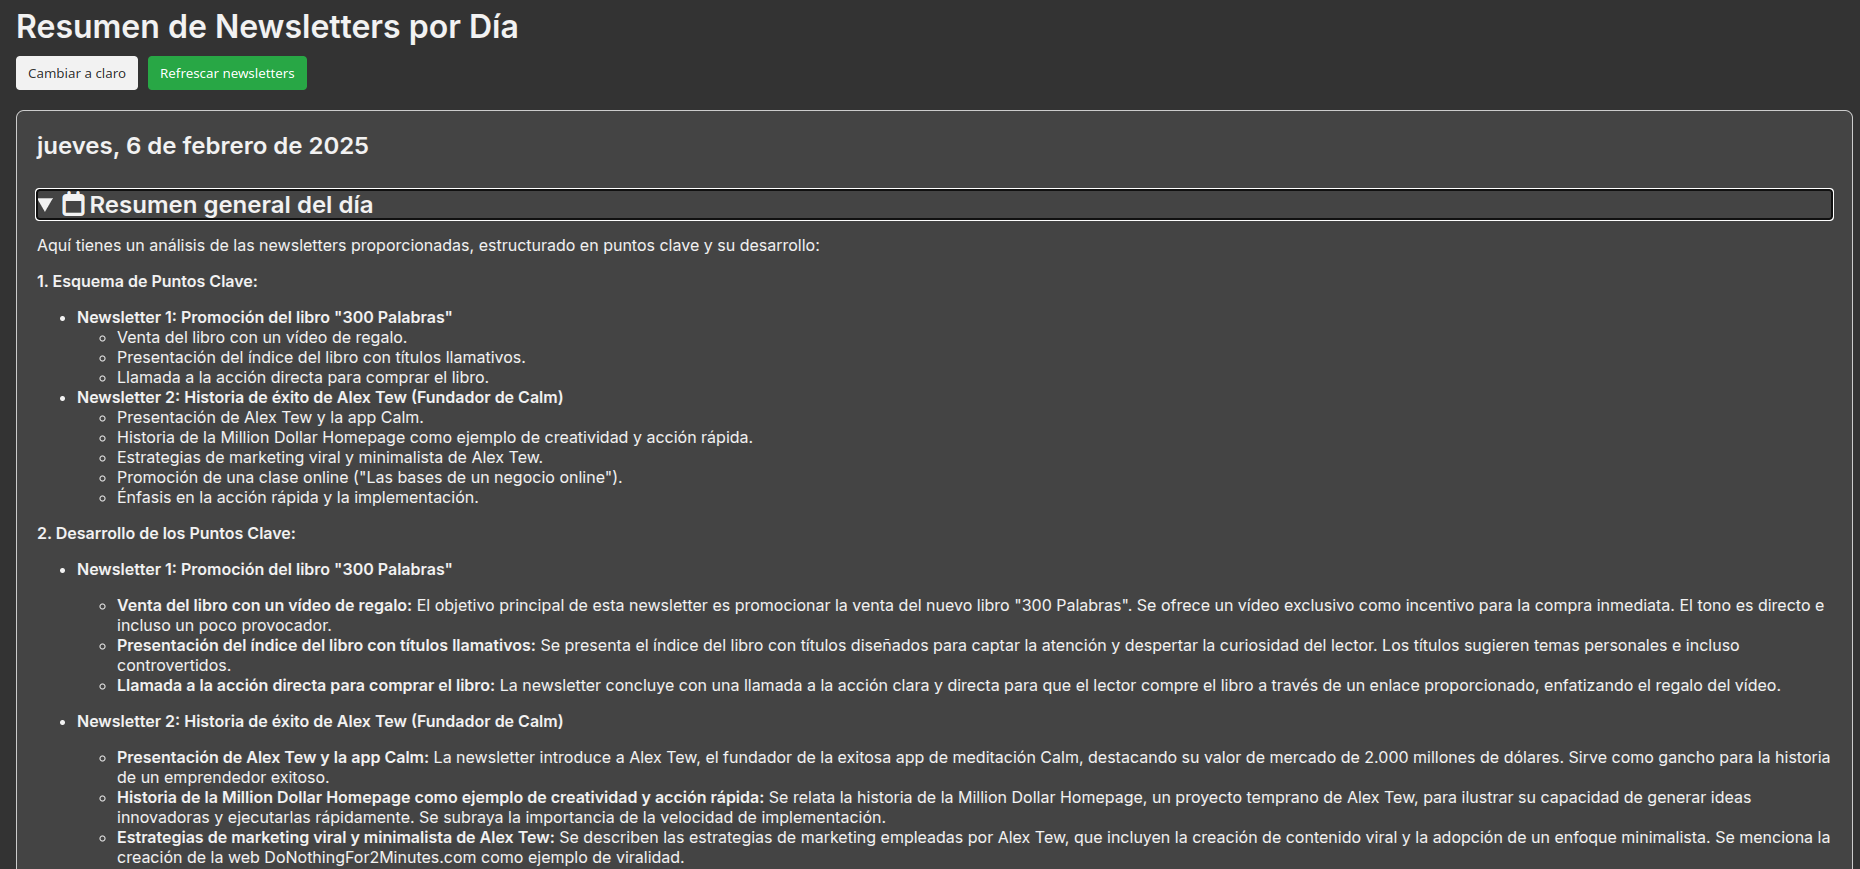 Resumen de Newsletters por Día
Cambiar a claro
Refrescar newsletters
jueves, 6 de febrero de 2025
Resumen general del día
Aquí tienes un análisis de las newsletters proporcionadas, estructurado en puntos clave y su desarrollo:
1. Esquema de Puntos Clave:
Newsletter 1: Promoción del libro "300 Palabras"
Venta del libro con un vídeo de regalo.
Presentación del índice del libro con títulos llamativos.
Llamada a la acción directa para comprar el libro.
Newsletter 2: Historia de éxito de Alex Tew (Fundador de Calm)
Presentación de Alex Tew y la app Calm.
Historia de la Million Dollar Homepage como ejemplo de creatividad y acción rápida.
Estrategias de marketing viral y minimalista de Alex Tew.
Promoción de una clase online ("Las bases de un negocio online").
Énfasis en la acción rápida y la implementación.
2. Desarrollo de los Puntos Clave:
Newsletter 1: Promoción del libro "300 Palabras"
Venta del libro con un vídeo de regalo: El objetivo principal de esta newsletter es promocionar la venta del nuevo libro "300 Palabras". Se ofrece un vídeo exclusivo como incentivo para la compra inmediata. El tono es directo e
incluso un poco provocador.
Presentación del índice del libro con títulos llamativos: Se presenta el índice del libro con títulos diseñados para captar la atención y despertar la curiosidad del lector. Los títulos sugieren temas personales e incluso
controvertidos.
Llamada a la acción directa para comprar el libro: La newsletter concluye con una llamada a la acción clara y directa para que el lector compre el libro a través de un enlace proporcionado, enfatizando el regalo del vídeo.
Newsletter 2: Historia de éxito de Alex Tew (Fundador de Calm)
Presentación de Alex Tew y la app Calm: La newsletter introduce a Alex Tew, el fundador de la exitosa app de meditación Calm, destacando su valor de mercado de 2.000 millones de dólares. Sirve como gancho para la historia
de un emprendedor exitoso.
Historia de la Million Dollar Homepage como ejemplo de creatividad y acción rápida: Se relata la historia de la Million Dollar Homepage, un proyecto temprano de Alex Tew, para ilustrar su capacidad de generar ideas
innovadoras y ejecutarlas rápidamente. Se subraya la importancia de la velocidad de implementación.
Estrategias de marketing viral y minimalista de Alex Tew: Se describen las estrategias de marketing empleadas por Alex Tew, que incluyen la creación de contenido viral y la adopción de un enfoque minimalista. Se menciona la
creación de la web DoNothingFor2Minutes.com como ejemplo de viralidad.